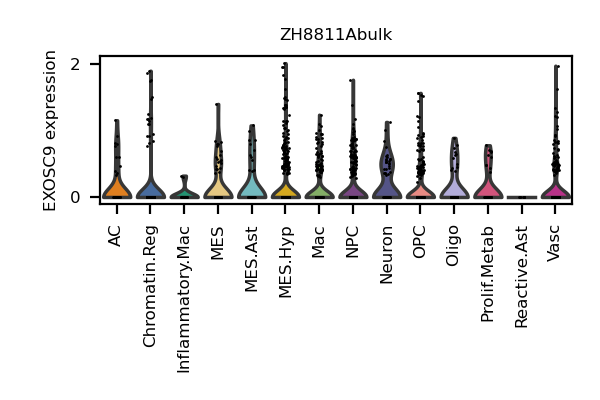 ZH8811Abulk
EXOSC9 expression
2
0
AC
Chromatin.Reg
Inflammatory.Mac
MES
MES.Ast
MES.Hyp
Mac
NPC
Neuron
OPC
Oligo
Prolif.Metab
Reactive.Ast
Vasc